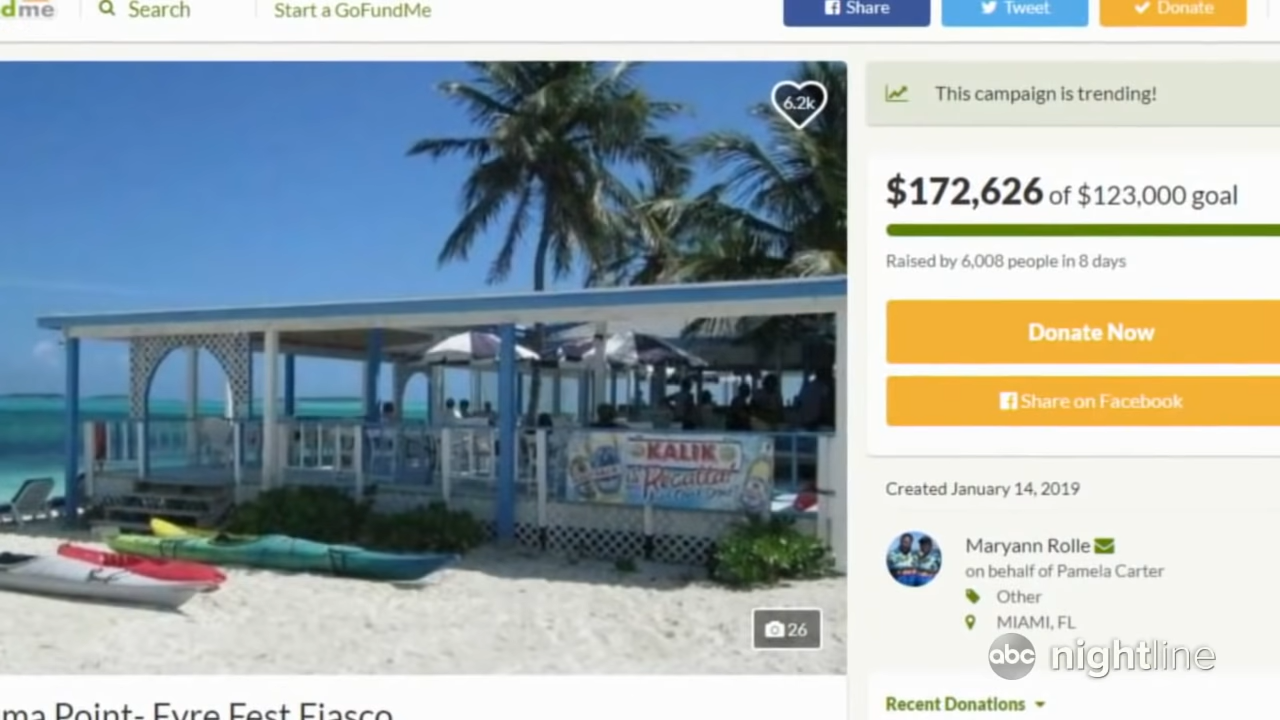 dme
Search
Start a GoFundMe
Share
Tweet
Donate
6.2k
This campaign is trending!
$172,626 of $123,000 goal
Raised by 6,008 people in 8 days
Donate Now
Share on Facebook
KALIK
Regatta!
Created January 14, 2019
Maryann Rolle
on behalf of Pamela Carter
Other
MIAMI, FL
26
abc nightline
Recent Donations
ma Point- Fyre Fest Fiasco